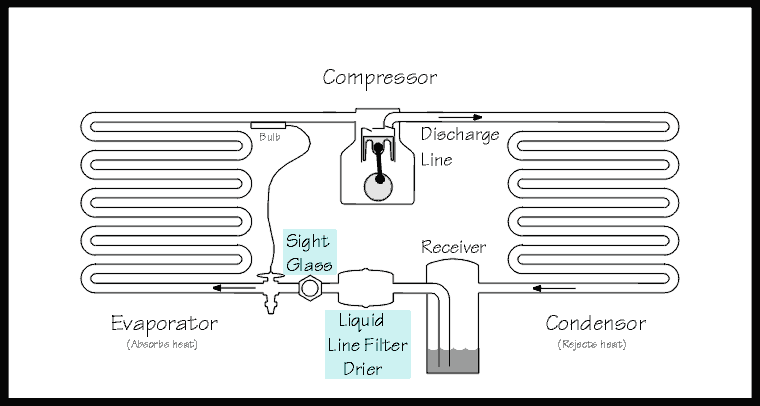 Compressor
Bulb
Discharge
Line
Sight
Glass
Receiver
Evaporator
(Absorbs heat)
Liquid
Line Filter
Drier
Condensor
(Rejects heat)